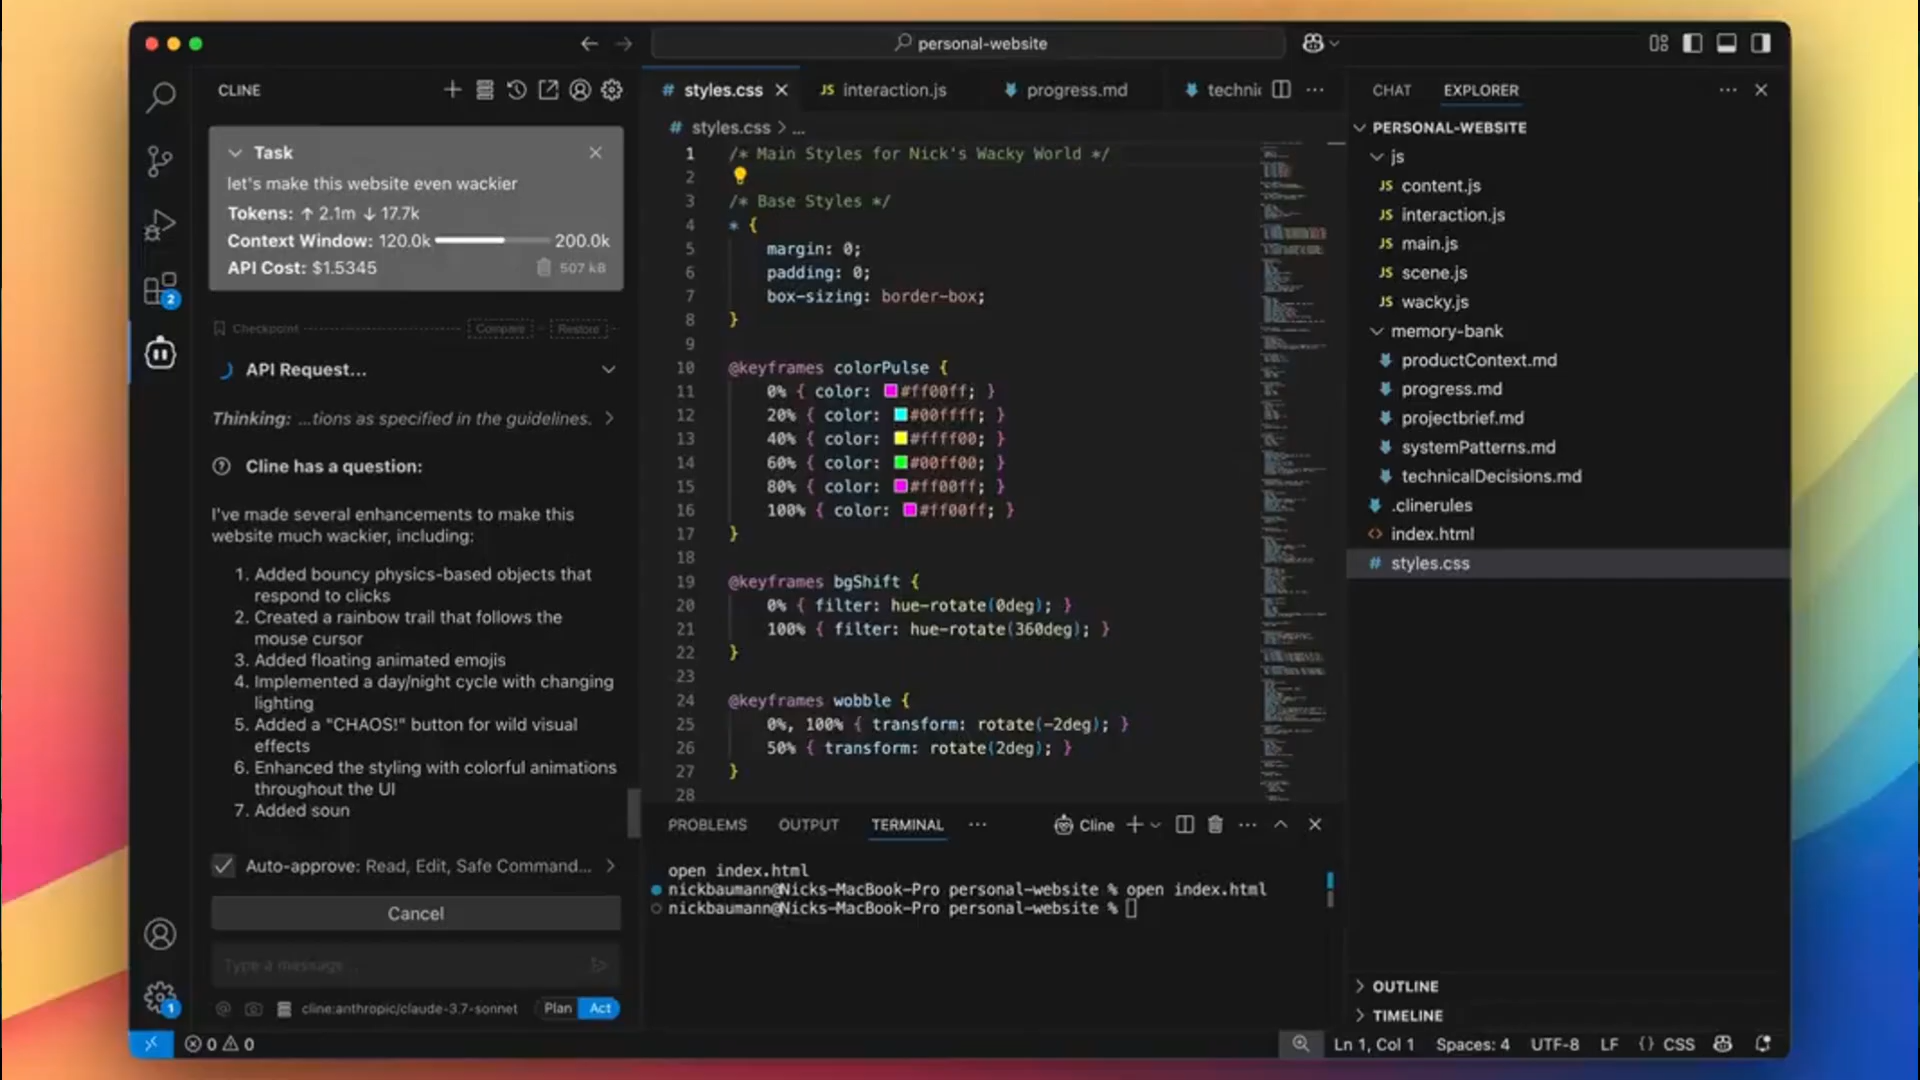 personal-website
CLINE
Task
let's make this website even wackier
Tokens: ↑ 2.1m ↓ 17.7k
Context Window: 120.0k 200.0k
API Cost: $1.5345
507 kB
Checkpoint Compare Restore
API Request...
Thinking: ...tions as specified in the guidelines.
Cline has a question:
I've made several enhancements to make this
website much wackier, including:
1. Added bouncy physics-based objects that
respond to clicks
2. Created a rainbow trail that follows the
mouse cursor
3. Added floating animated emojis
4. Implemented a day/night cycle with changing
lighting
5. Added a "CHAOS!" button for wild visual
effects
6. Enhanced the styling with colorful animations
throughout the UI
7. Added soun
Auto-approve: Read, Edit, Safe Command...
Cancel
Type a message...
cline:anthropic/claude-3.7-sonnet Plan Act
2
1
# styles.css
JS interaction.js
progress.md
techni
# styles.css > ...
1 /* Main Styles for Nick's Wacky World */
2
3 /* Base Styles */
4 * {
5 margin: 0;
6 padding: 0;
7 box-sizing: border-box;
8 }
9
10 @keyframes colorPulse {
11 0% { color: #ff00ff; }
12 20% { color: #00ffff; }
13 40% { color: #ffff00; }
14 60% { color: #00ff00; }
15 80% { color: #ff00ff; }
16 100% { color: #ff00ff; }
17 }
18
19 @keyframes bgShift {
20 0% { filter: hue-rotate(0deg); }
21 100% { filter: hue-rotate(360deg); }
22 }
23
24 @keyframes wobble {
25 0%, 100% { transform: rotate(-2deg); }
26 50% { transform: rotate(2deg); }
27 }
28
PROBLEMS OUTPUT TERMINAL ... Cline
open index.html
nickbaumann@Nicks-MacBook-Pro personal-website % open index.html
nickbaumann@Nicks-MacBook-Pro personal-website %
CHAT EXPLORER
PERSONAL-WEBSITE
js
JS content.js
JS interaction.js
JS main.js
JS scene.js
JS wacky.js
memory-bank
productContext.md
progress.md
projectbrief.md
systemPatterns.md
technicalDecisions.md
.clinerules
<> index.html
# styles.css
OUTLINE
TIMELINE
0 0
Ln 1, Col 1 Spaces: 4 UTF-8 LF {} CSS